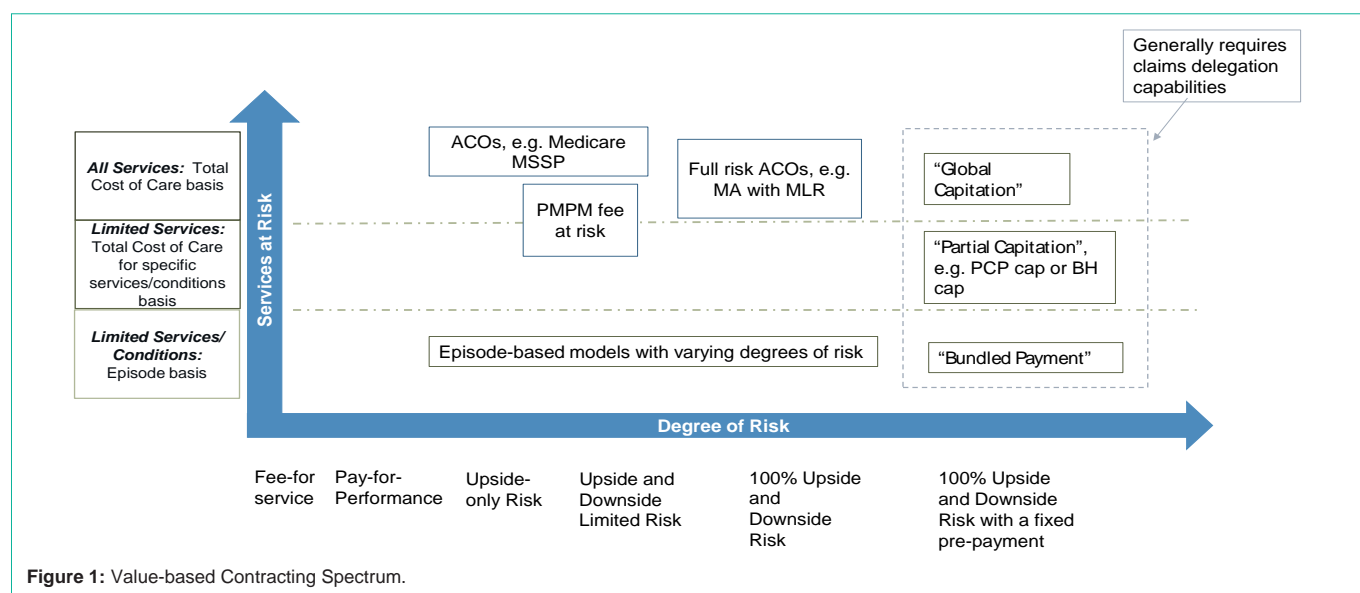 Generally requires
claims delegation
capabilities
All Services: Total
Cost of Care basis
Limited Services:
Total Cost of Care
for specific
services/conditions
basis
Limited Services/
Conditions:
Episode basis
Services at Risk
ACOs, e.g. Medicare
MSSP
PMPM fee
at risk
Full risk ACOs, e.g.
MA with MLR
“Global
Capitation”
“Partial Capitation”,
e.g. PCP cap or BH
cap
Episode-based models with varying degrees of risk
“Bundled Payment”
Degree of Risk
Fee-for
service
Pay-for-
Performance
Upside-
only Risk
Upside and
Downside
Limited Risk
100% Upside
and
Downside
Risk
100% Upside
and Downside
Risk with a fixed
pre-payment
Figure 1: Value-based Contracting Spectrum.